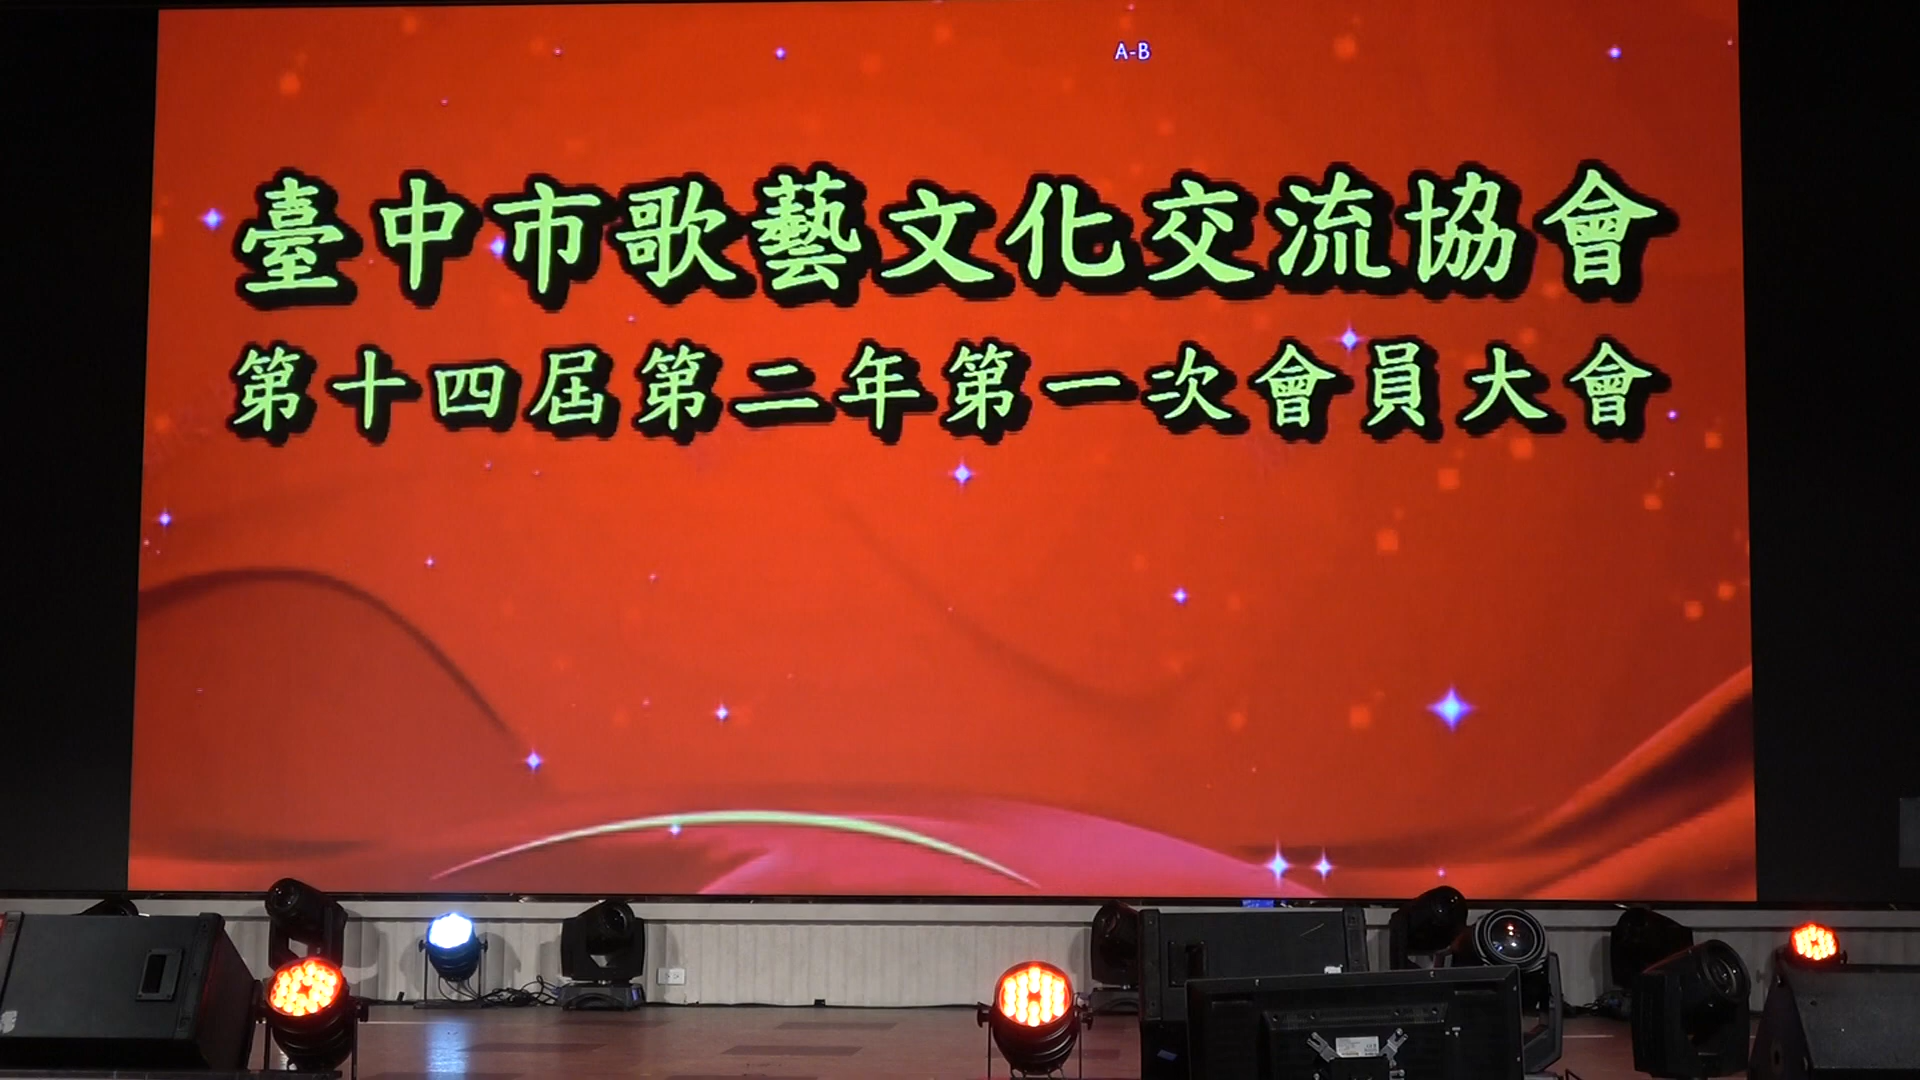 A-B
臺中市歌藝文化交流協會
第十四屆第二年第一次會員大會